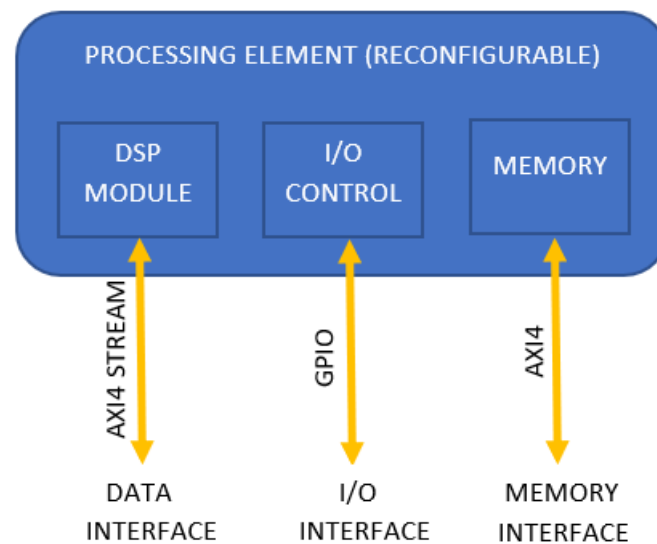 PROCESSING ELEMENT (RECONFIGURABLE)
DSP
MODULE
I/O
CONTROL
MEMORY
AXI4 STREAM
GPIO
AXI4
DATA
INTERFACE
I/O
INTERFACE
MEMORY
INTERFACE